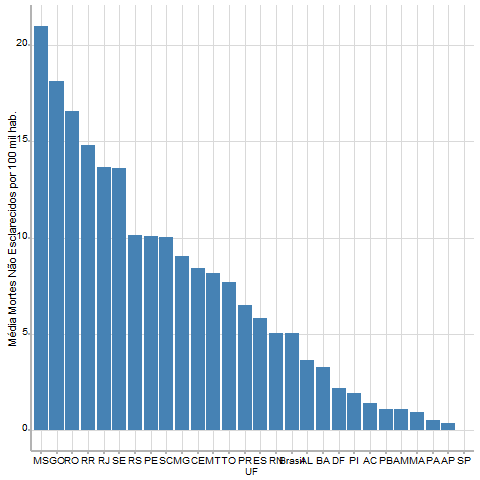 20
15
10
5
0
Média Mortes Não Esclarecidos por 100 mil hab.
MS GO RO RR RJ SE RS PE SC MG CE MT TO PR ES RN Brasil AL BA DF PI AC PB AM MA PA AP SP
UF